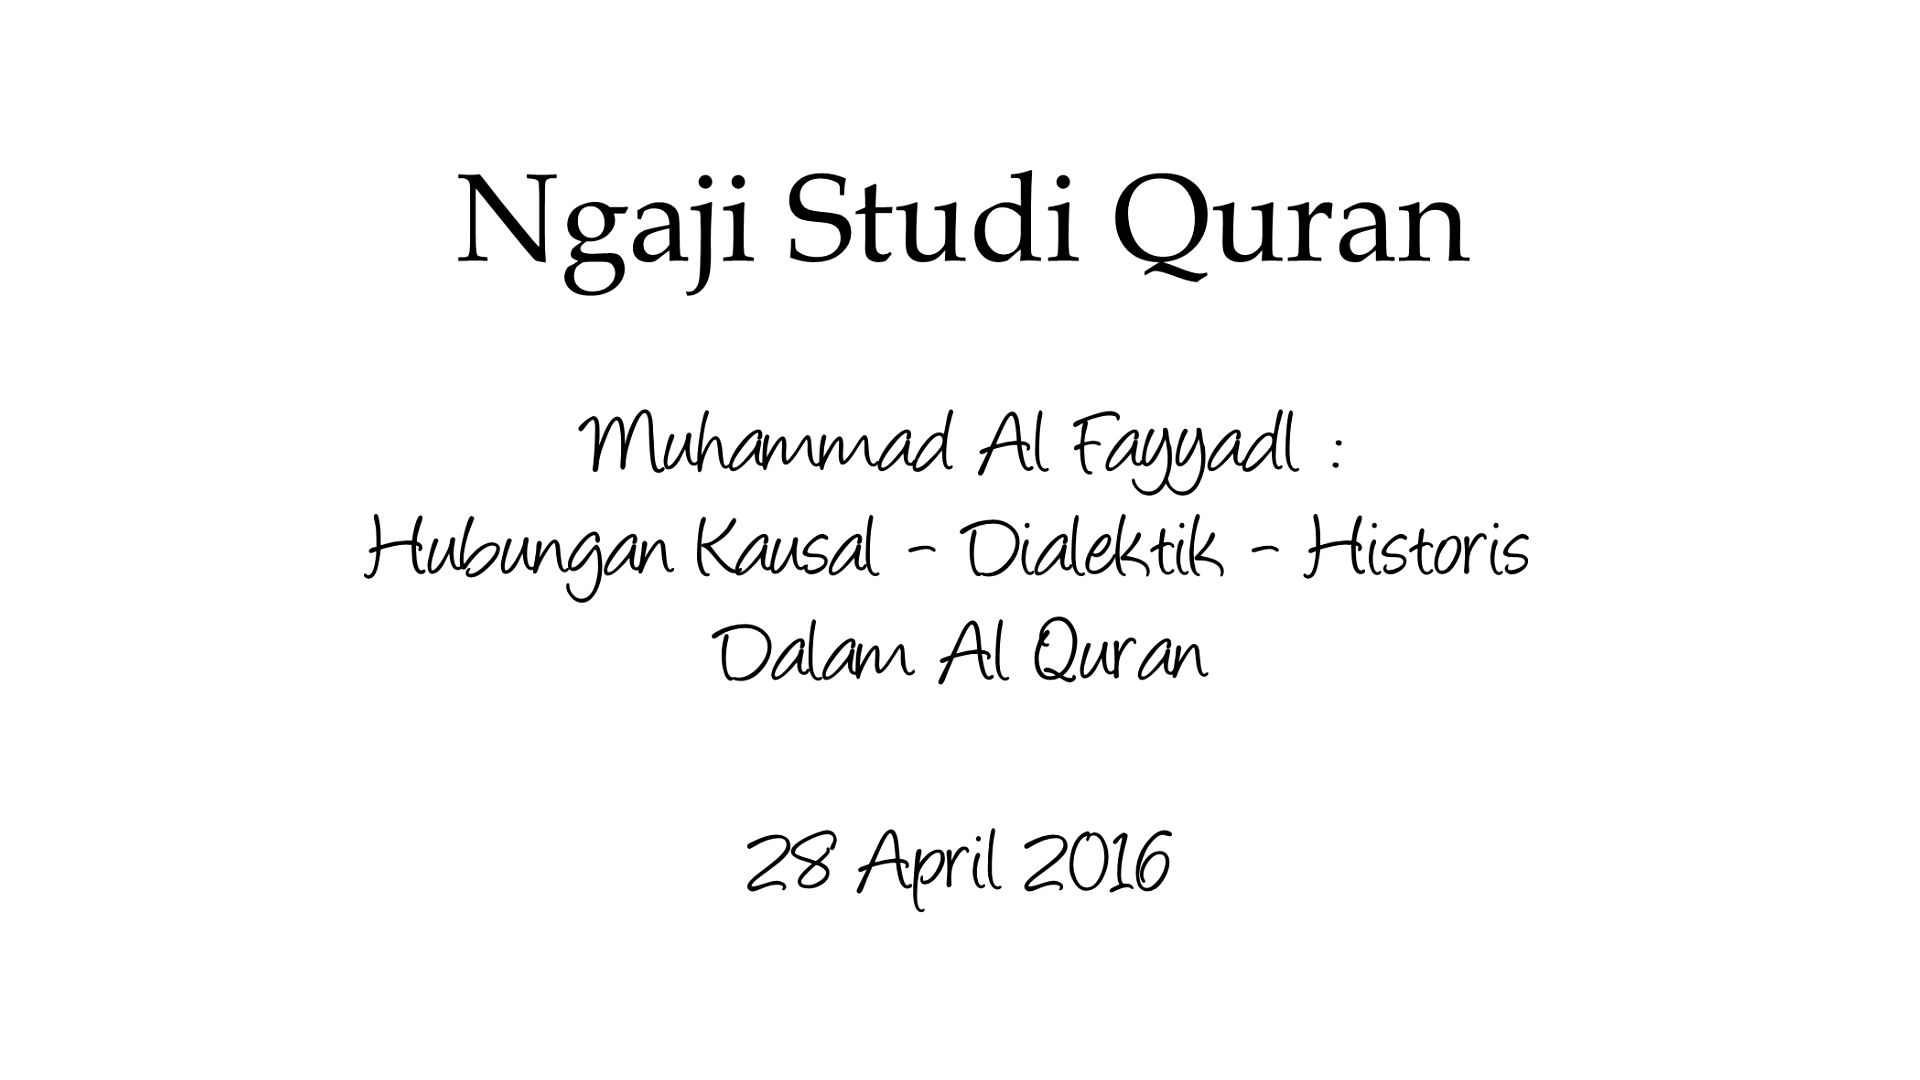 Ngaji Studi Quran
Muhammad Al Fayyadl :
Hubungan Kausal - Dialektik - Historis
Dalam Al Quran
28 April 2016